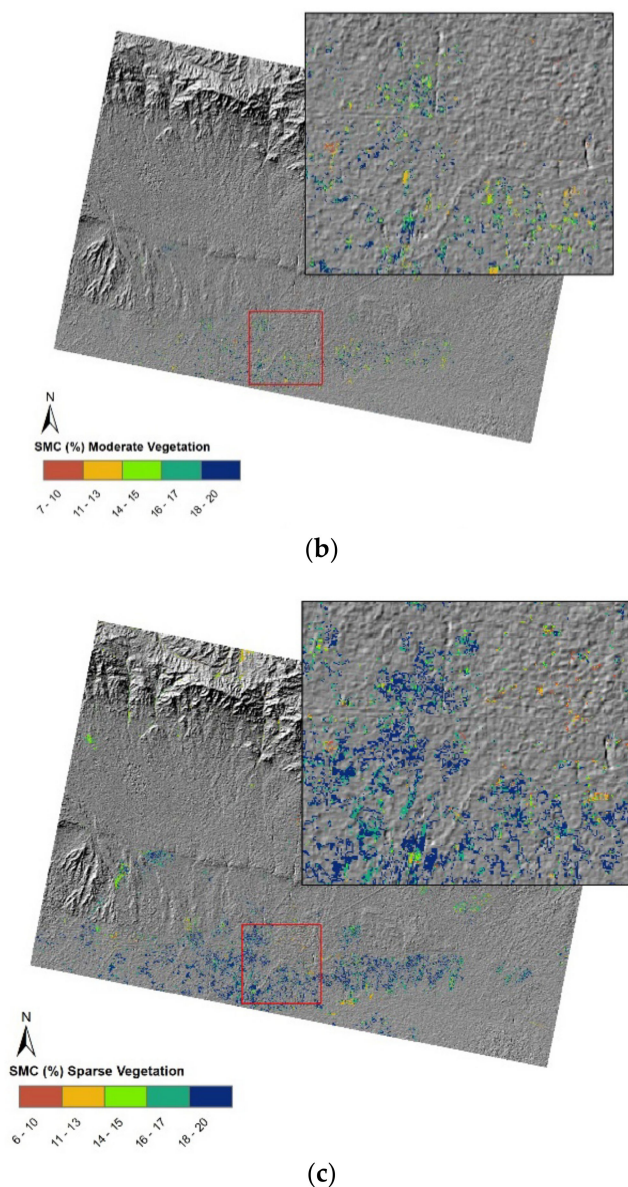 N
SMC (%) Moderate Vegetation
7 - 10
11 - 13
14 - 15
16 - 17
18 - 20
(b)
N
SMC (%) Sparse Vegetation
6 - 10
11 - 13
14 - 15
16 - 17
18 - 20
(c)